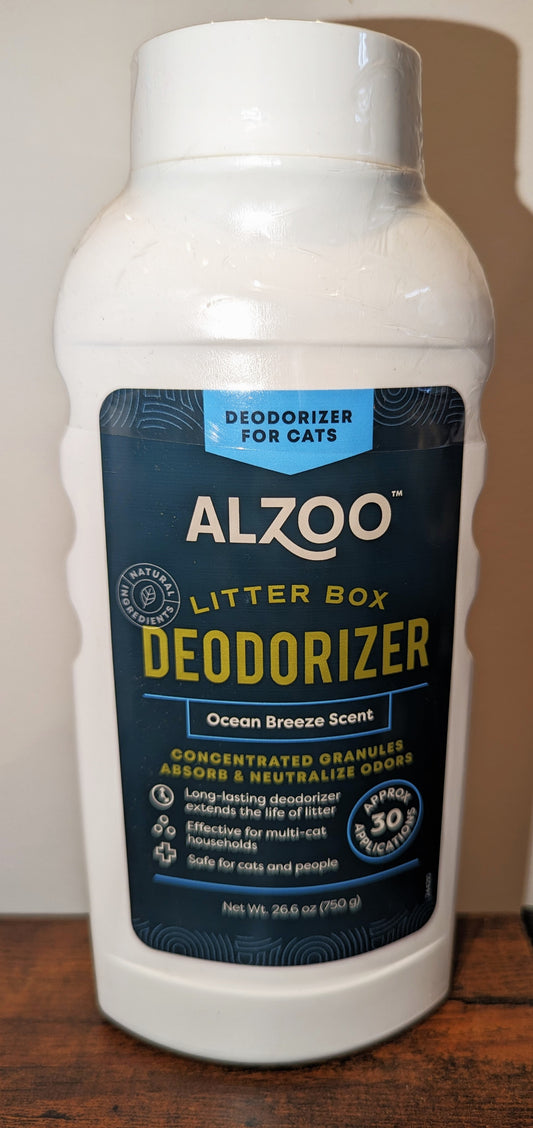 DEODORIZER
FOR CATS
ALZOO™
NATURAL
INGREDIENTS
LITTER BOX
DEODORIZER
Ocean Breeze Scent
CONCENTRATED GRANULES
ABSORB & NEUTRALIZE ODORS
Long-lasting deodorizer
extends the life of litter
Effective for multi-cat
households
Safe for cats and people
APPROX
30
APPLICATIONS
Net Wt. 26.6 oz (750 g)